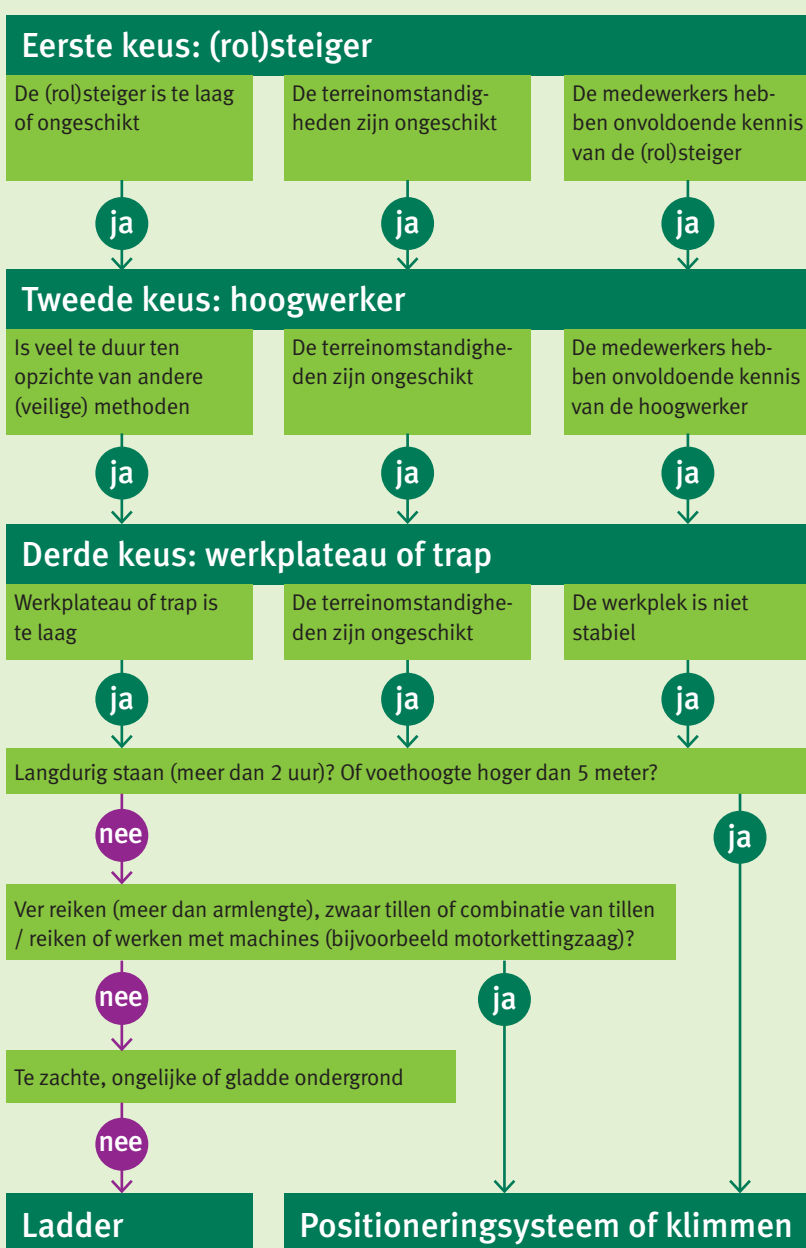 Eerste keus: (rol)steiger
De (rol)steiger is te laag
of ongeschikt
De terreinomstandig-
heden zijn ongeschikt
De medewerkers heb-
ben onvoldoende kennis
van de (rol)steiger
ja
ja
ja
Tweede keus: hoogwerker
Is veel te duur ten
opzichte van andere
(veilige) methoden
De terreinomstandighe-
den zijn ongeschikt
De medewerkers heb-
ben onvoldoende kennis
van de hoogwerker
ja
ja
ja
Derde keus: werkplateau of trap
Werkplateau of trap is
te laag
De terreinomstandighe-
den zijn ongeschikt
De werkplek is niet
stabiel
ja
ja
ja
Langdurig staan (meer dan 2 uur)? Of voethoogte hoger dan 5 meter?
nee
ja
Ver reiken (meer dan armlengte), zwaar tillen of combinatie van tillen
/ reiken of werken met machines (bijvoorbeeld motorkettingzaag)?
nee
ja
Te zachte, ongelijke of gladde ondergrond
nee
Ladder
Positioneringsysteem of klimmen